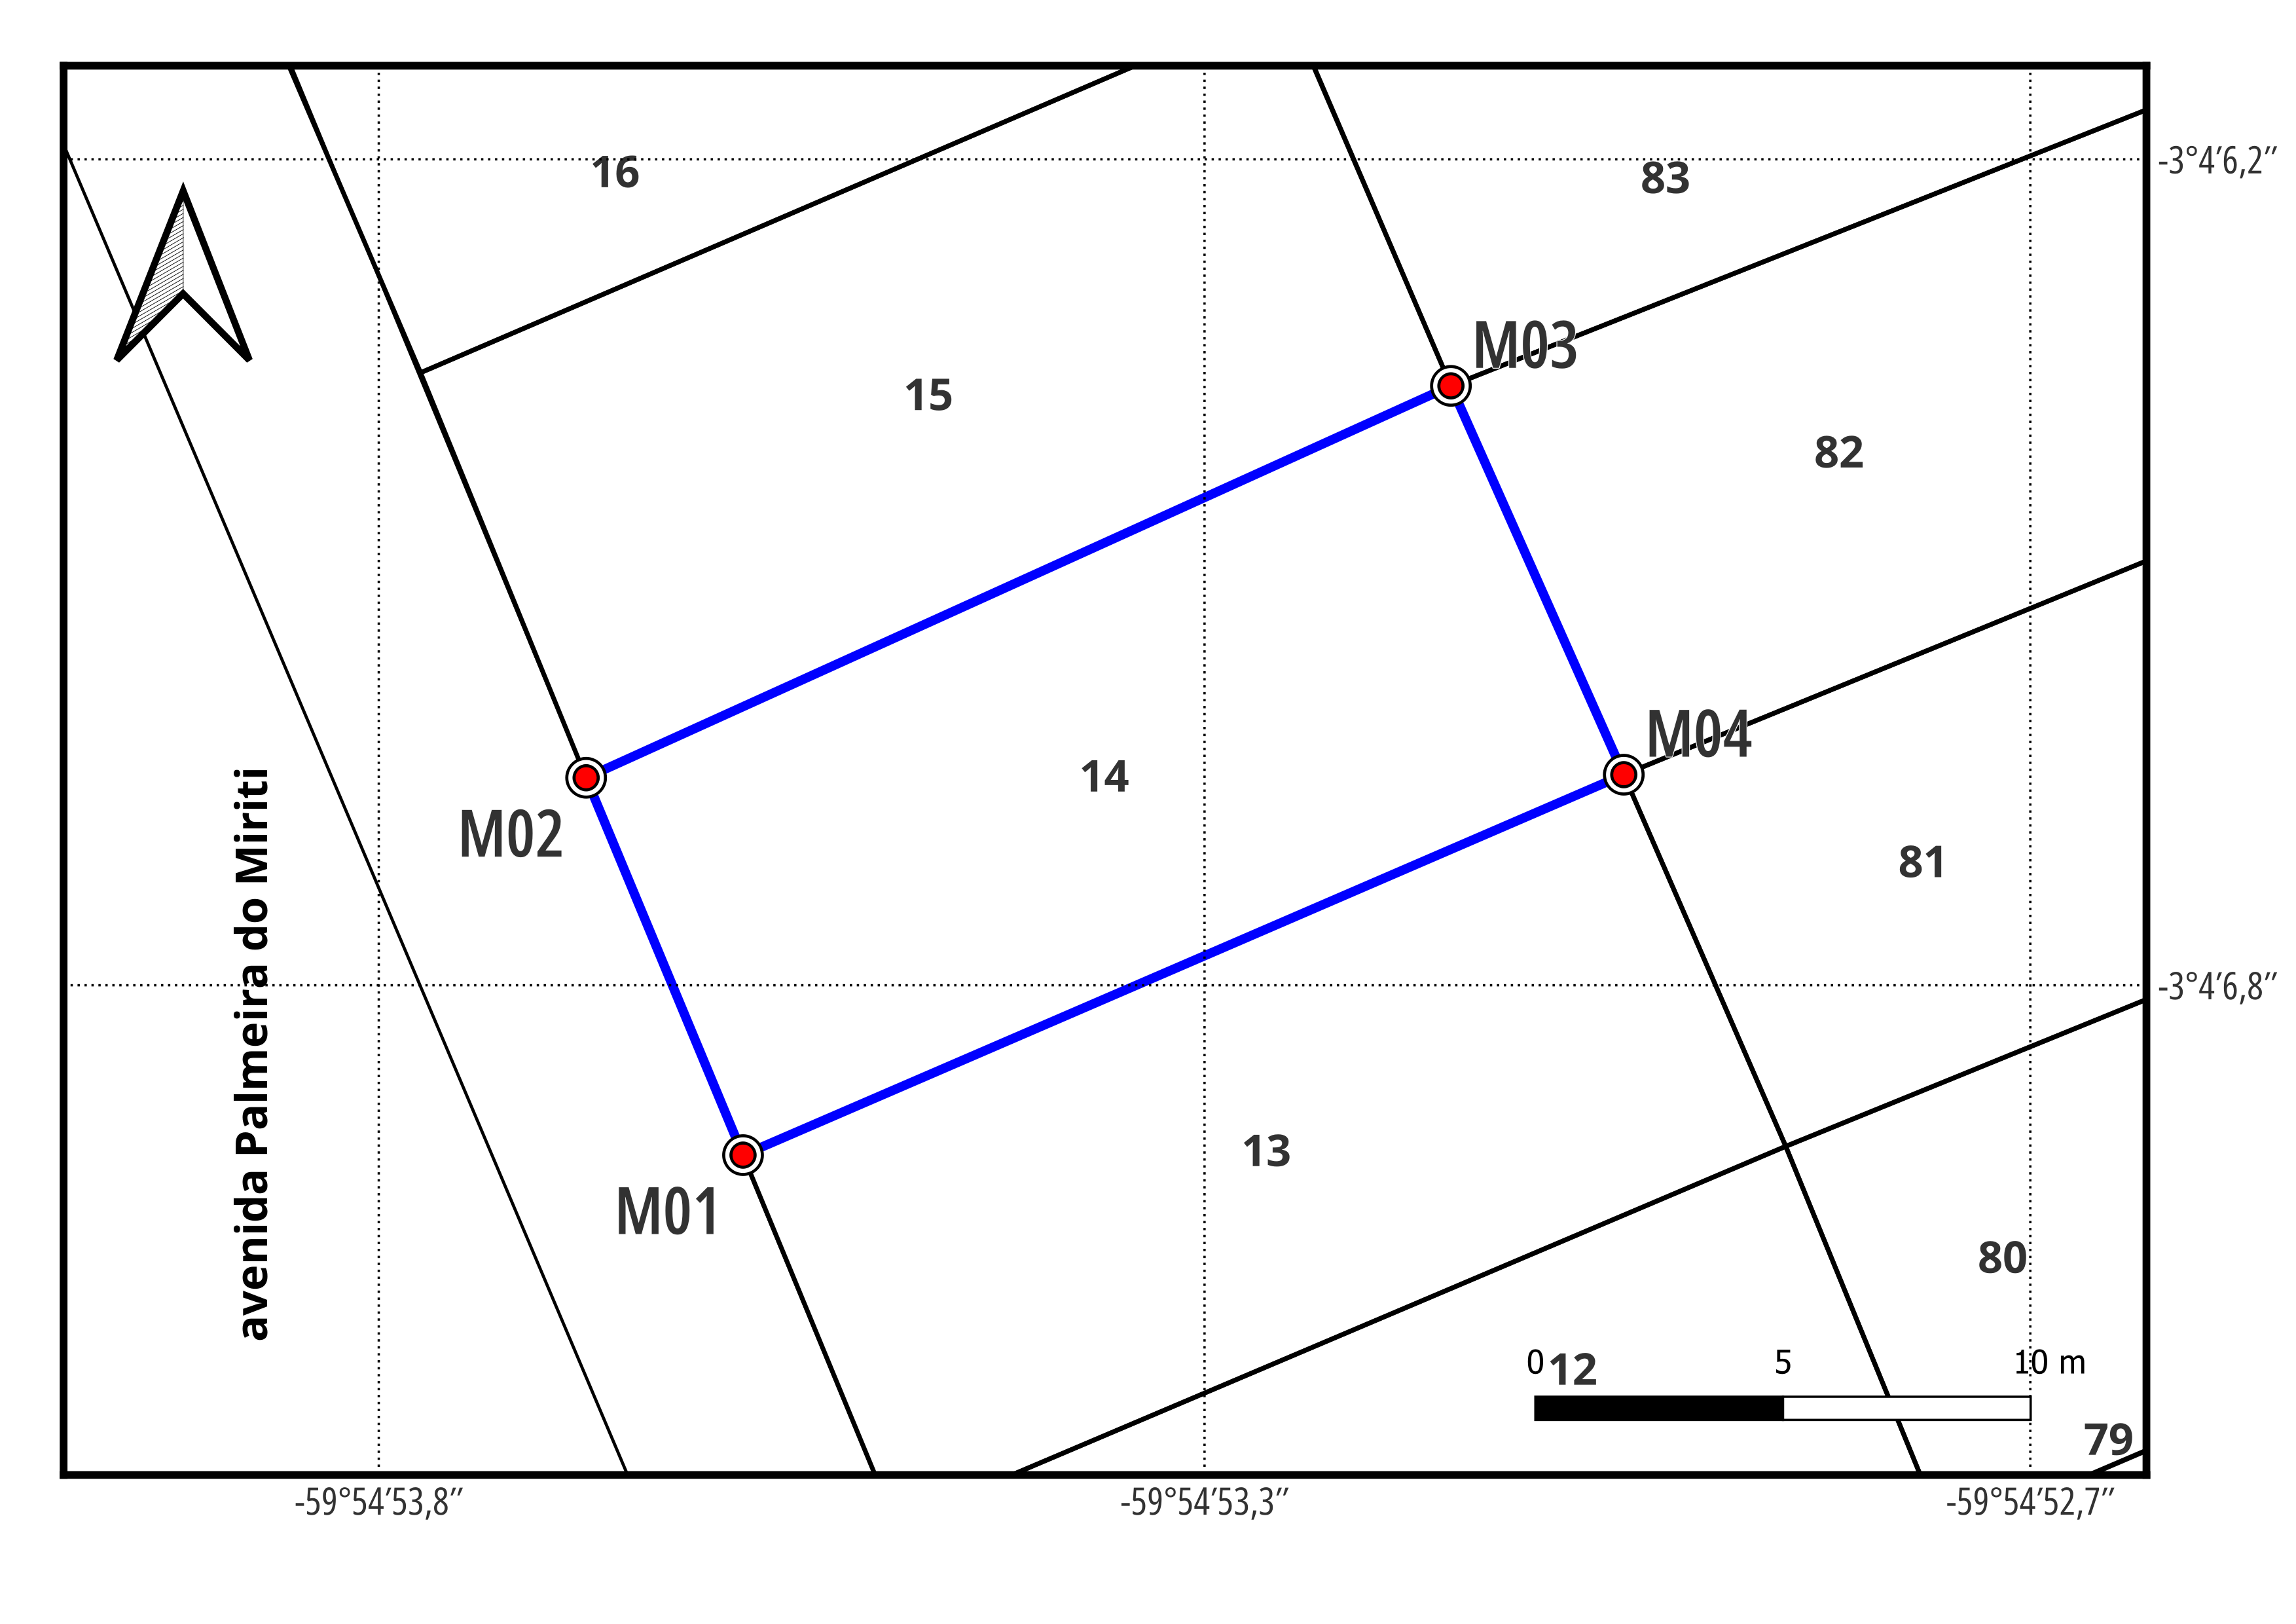 16
83
-3°4′6,2″
M03
15
82
M04
14
M02
81
avenida Palmeira do Miriti
-3°4′6,8″
13
M01
80
0 5 10 m
12
79
-59°54′53,8″
-59°54′53,3″
-59°54′52,7″